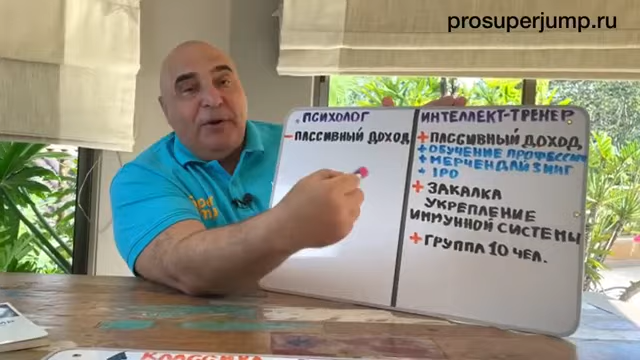 prosuperjump.ru
ПСИХОЛОГ
- ПАССИВНЫЙ ДОХОД
ИНТЕЛЛЕКТ-ТРЕНЕР
+ ПАССИВНЫЙ ДОХОД
+ ОБУЧЕНИЕ ПРОФЕССИИ
+ МЕРЧЕНДАЙЗИНГ
+ IPO
+ ЗАКАЛКА
УКРЕПЛЕНИЕ
ИММУННОЙ СИСТЕМЫ
+ ГРУППА 10 ЧЕЛ.